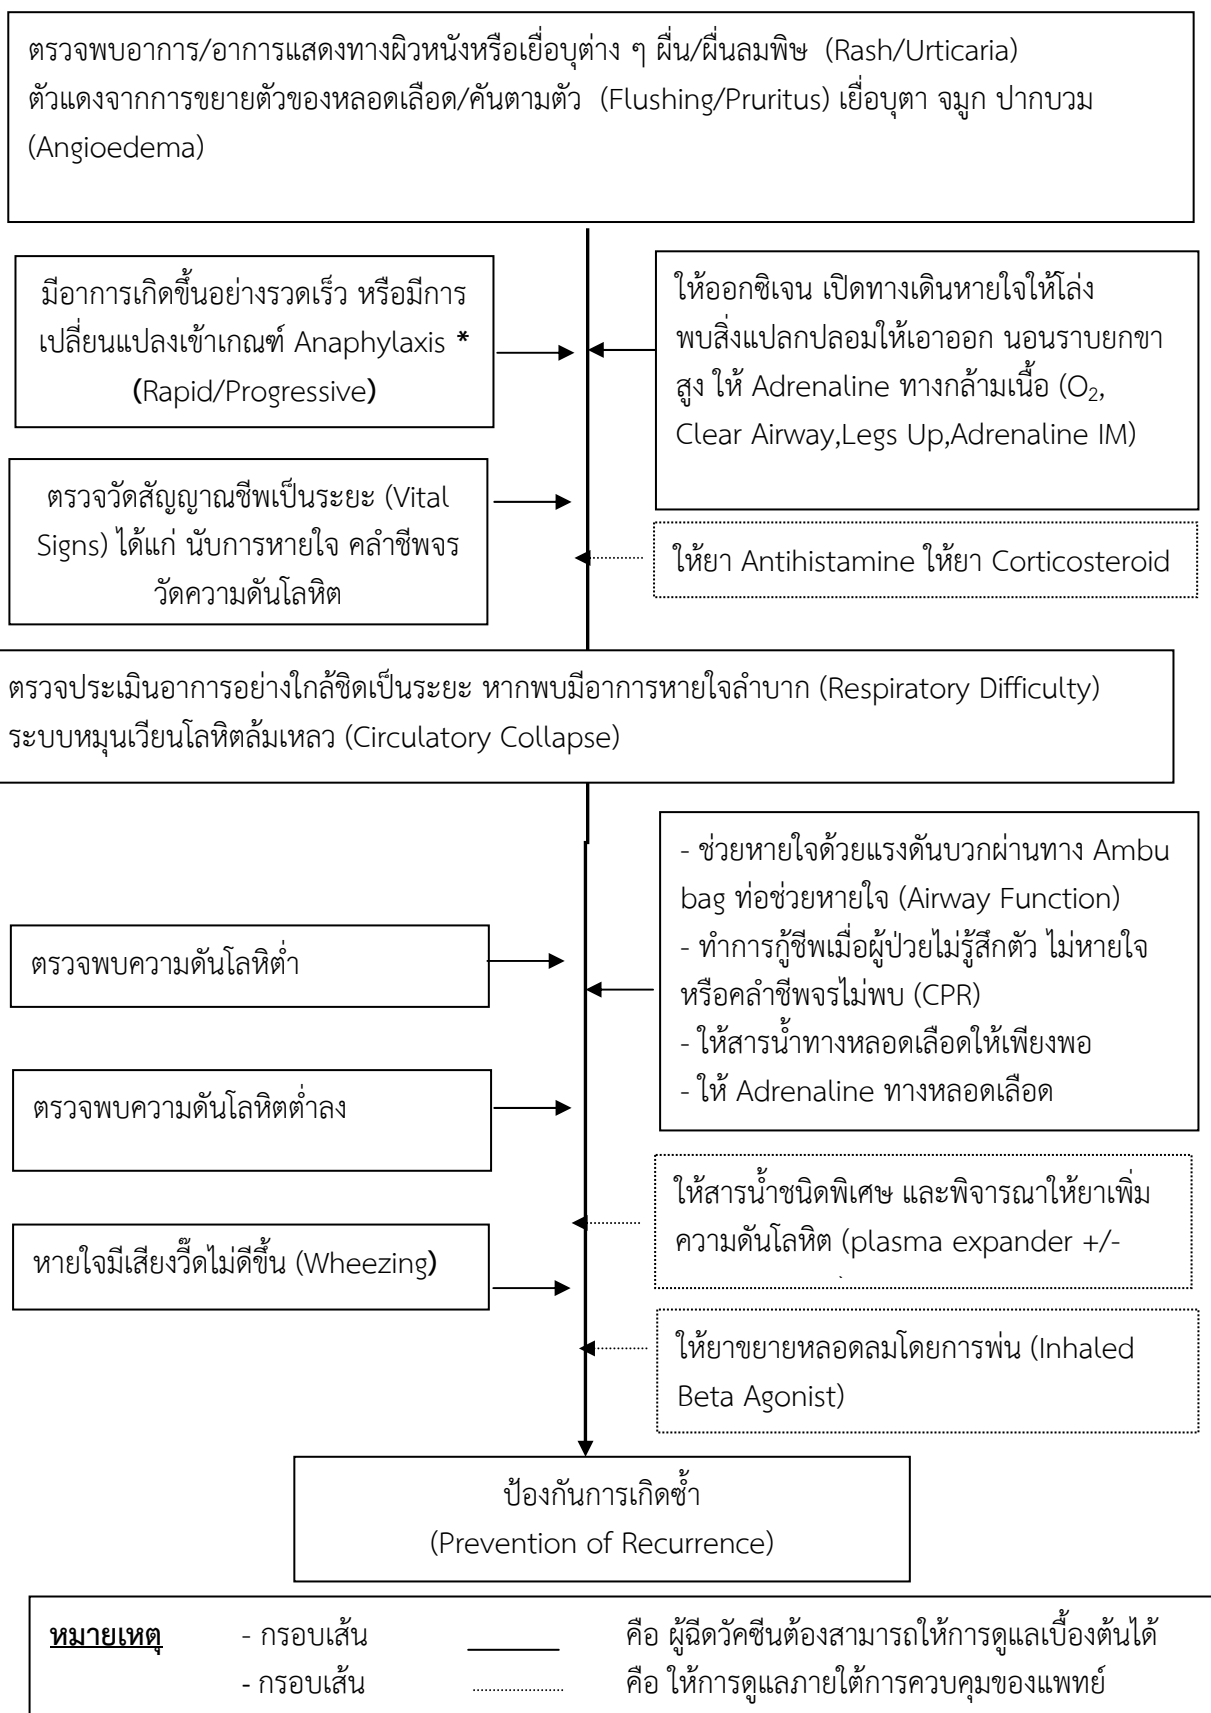 ตรวจพบอาการ/อาการแสดงทางผิวหนังหรือเยื่อบุต่าง ๆ ผื่น/ผื่นลมพิษ (Rash/Urticaria)
ตัวแดงจากการขยายตัวของหลอดเลือด/คันตามตัว (Flushing/Pruritus) เยื่อบุตา จมูก ปากบวม
(Angioedema)
มีอาการเกิดขึ้นอย่างรวดเร็ว หรือมีการ
เปลี่ยนแปลงเข้าเกณฑ์ Anaphylaxis *
(Rapid/Progressive)
ให้ออกซิเจน เปิดทางเดินหายใจให้โล่ง
พบสิ่งแปลกปลอมให้เอาออก นอนราบยกขา
สูง ให้ Adrenaline ทางกล้ามเนื้อ (O₂,
Clear Airway,Legs Up,Adrenaline IM)
ตรวจวัดสัญญาณชีพเป็นระยะ (Vital
Signs) ได้แก่ นับการหายใจ คลำชีพจร
วัดความดันโลหิต
ให้ยา Antihistamine ให้ยา Corticosteroid
ตรวจประเมินอาการอย่างใกล้ชิดเป็นระยะ หากพบมีอาการหายใจลำบาก (Respiratory Difficulty)
ระบบหมุนเวียนโลหิตล้มเหลว (Circulatory Collapse)
- ช่วยหายใจด้วยแรงดันบวกผ่านทาง Ambu
bag ท่อช่วยหายใจ (Airway Function)
- ทำการกู้ชีพเมื่อผู้ป่วยไม่รู้สึกตัว ไม่หายใจ
หรือคลำชีพจรไม่พบ (CPR)
- ให้สารน้ำทางหลอดเลือดให้เพียงพอ
- ให้ Adrenaline ทางหลอดเลือด
ตรวจพบความดันโลหิต่ำ
ตรวจพบความดันโลหิตต่ำลง
ให้สารน้ำชนิดพิเศษ และพิจารณาให้ยาเพิ่ม
ความดันโลหิต (plasma expander +/-
หายใจมีเสียงวี๊ดไม่ดีขึ้น (Wheezing)
ให้ยาขยายหลอดลมโดยการพ่น (Inhaled
Beta Agonist)
ป้องกันการเกิดซ้ำ
(Prevention of Recurrence)
หมายเหตุ - กรอบเส้น คือ ผู้ฉีดวัคซีนต้องสามารถให้การดูแลเบื้องต้นได้
- กรอบเส้น คือ ให้การดูแลภายใต้การควบคุมของแพทย์